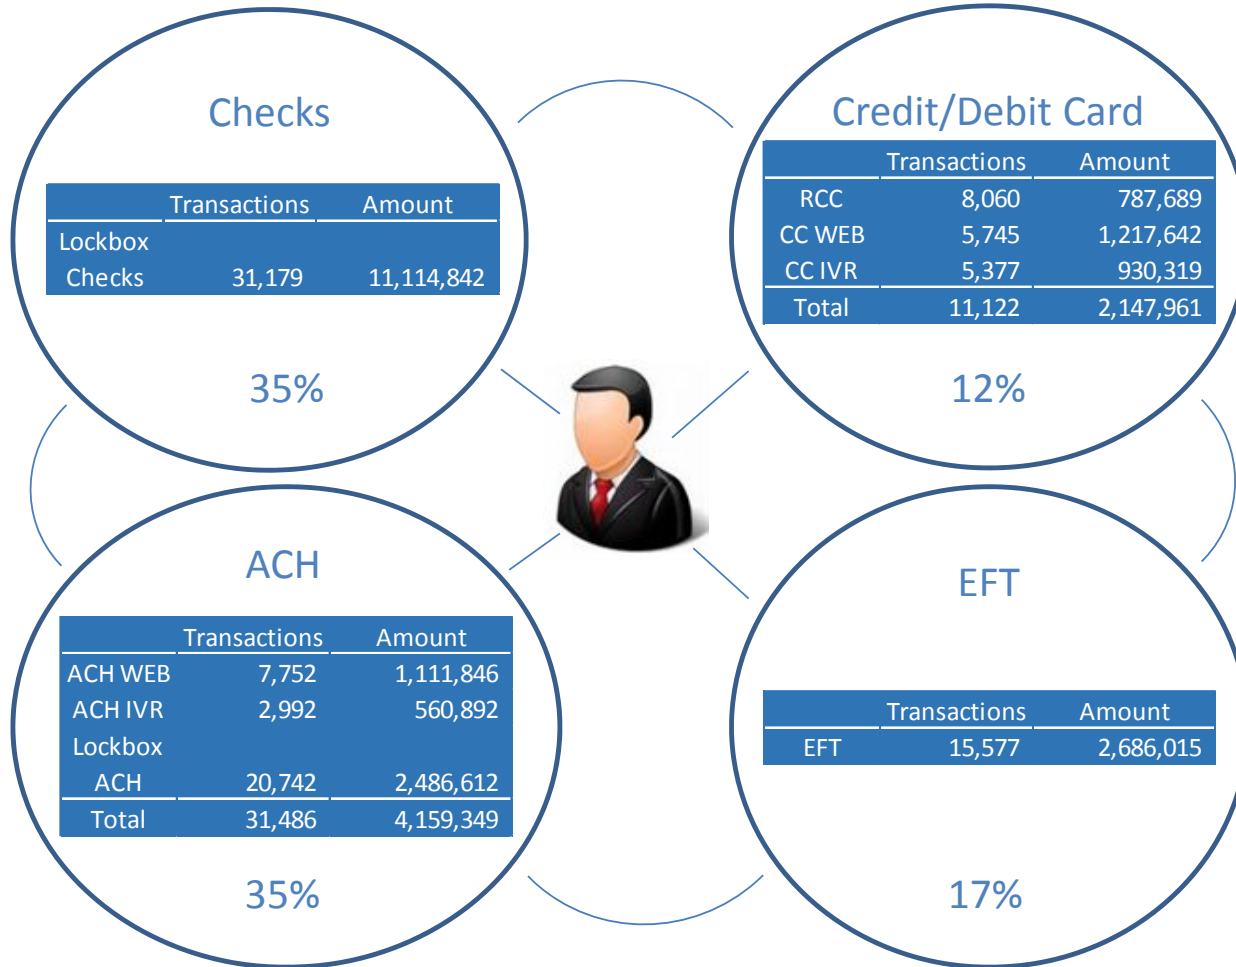 Checks
Transactions Amount
Lockbox
Checks 31,179 11,114,842
35%
Credit/Debit Card
Transactions Amount
RCC 8,060 787,689
CC WEB 5,745 1,217,642
CC IVR 5,377 930,319
Total 11,122 2,147,961
12%
ACH
Transactions Amount
ACH WEB 7,752 1,111,846
ACH IVR 2,992 560,892
Lockbox
ACH 20,742 2,486,612
Total 31,486 4,159,349
35%
EFT
Transactions Amount
EFT 15,577 2,686,015
17%